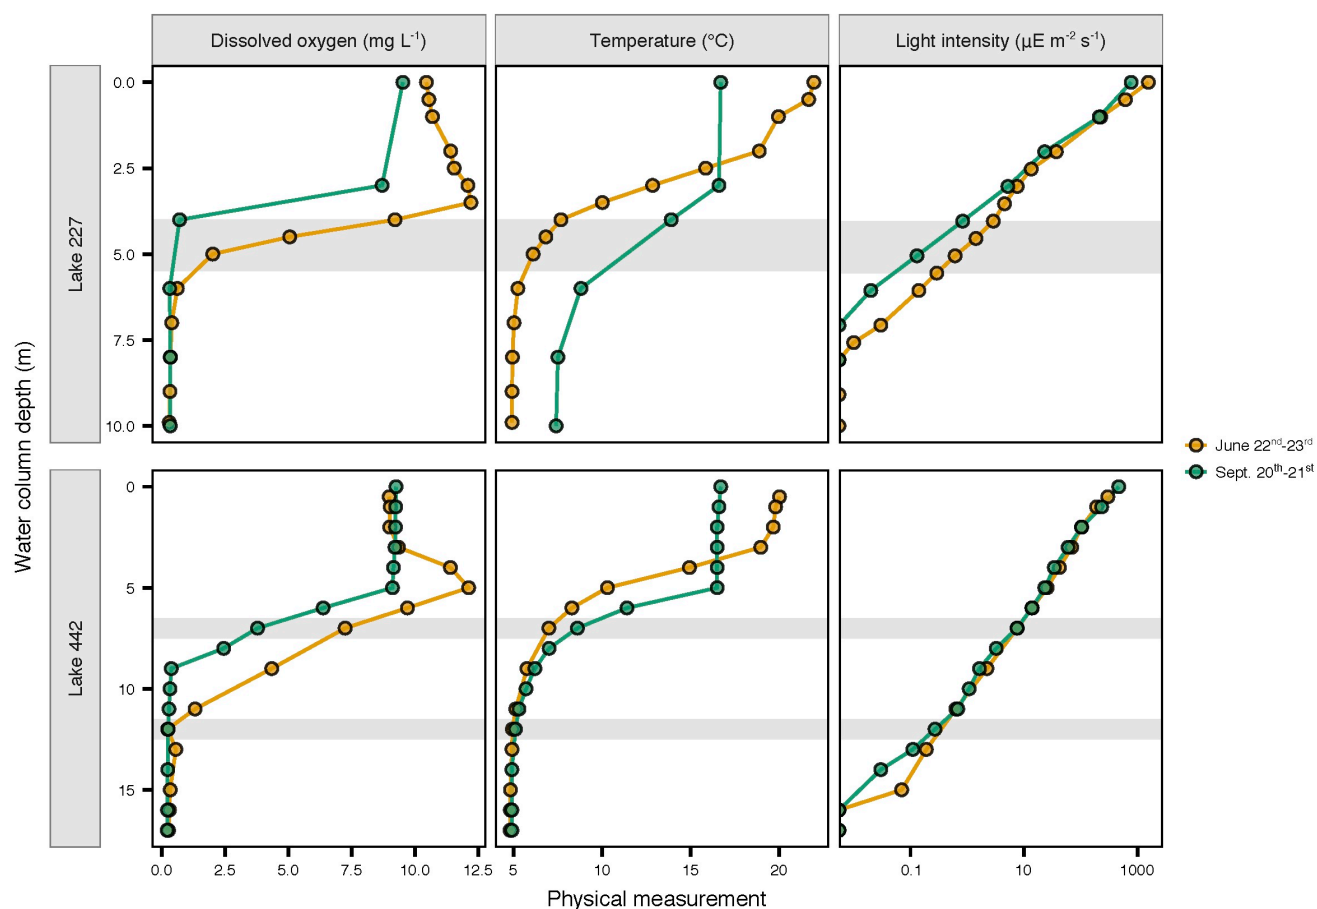 Dissolved oxygen (mg L⁻¹)
Temperature (°C)
Light intensity (µE m⁻² s⁻¹)
Lake 227
0.0
2.5
5.0
7.5
10.0
Water column depth (m)
June 22ⁿᵈ-23ʳᵈ
Sept. 20ᵗʰ-21ˢᵗ
Lake 442
0
5
10
15
0.0 2.5 5.0 7.5 10.0 12.5
5 10 15 20
0.1 10 1000
Physical measurement